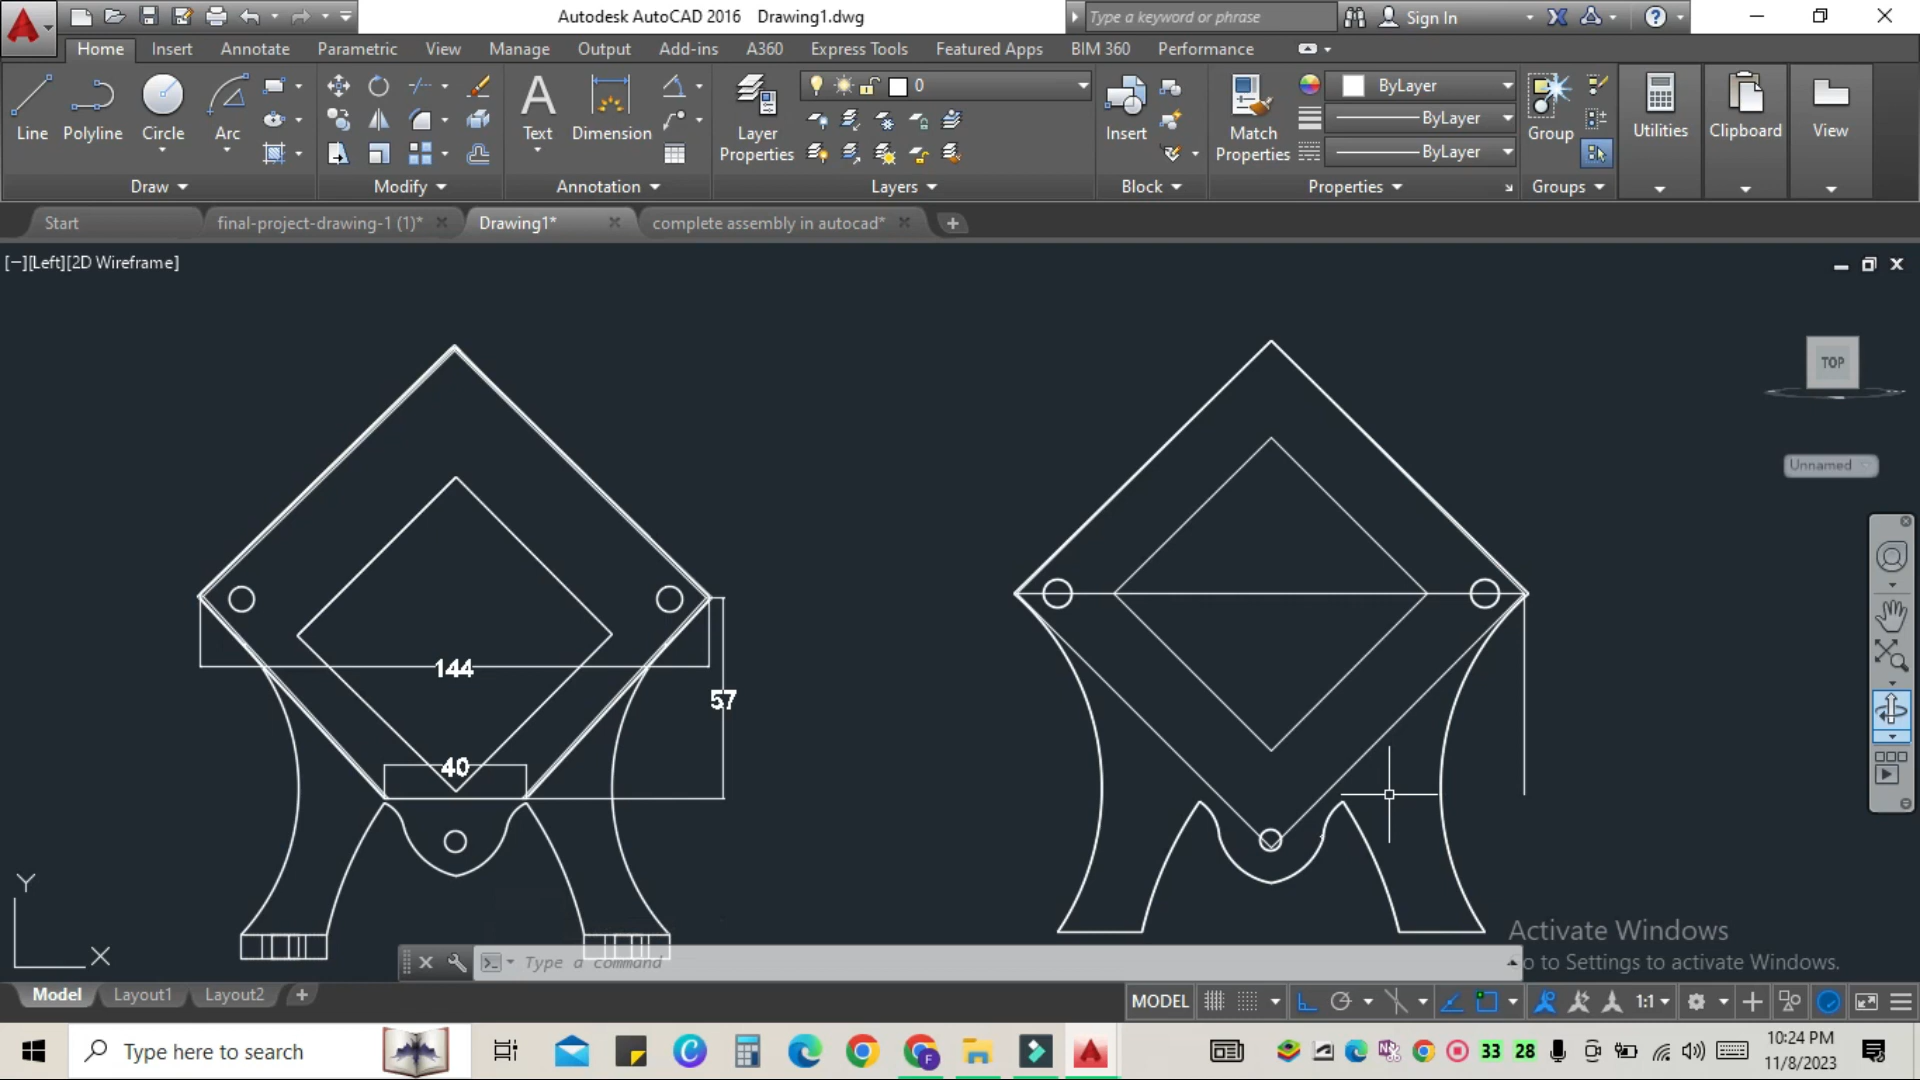 Autodesk AutoCAD 2016 Drawing1.dwg
Type a keyword or phrase
Sign In
Home Insert Annotate Parametric View Manage Output Add-ins A360 Express Tools Featured Apps BIM 360 Performance
Line Polyline Circle Arc
Text Dimension
Layer Properties
0
Insert
Match Properties
ByLayer
ByLayer
ByLayer
Group
Utilities
Clipboard
View
Draw Modify Annotation Layers Block Properties Groups
Start final-project-drawing-1 (1)* Drawing1* complete assembly in autocad*
[−][Left][2D Wireframe]
TOP
Unnamed
144
57
40
Y
X
Activate Windows
o to Settings to activate Windows.
Type a command
Model Layout1 Layout2
MODEL
1:1
Type here to search
33 28
10:24 PM
11/8/2023